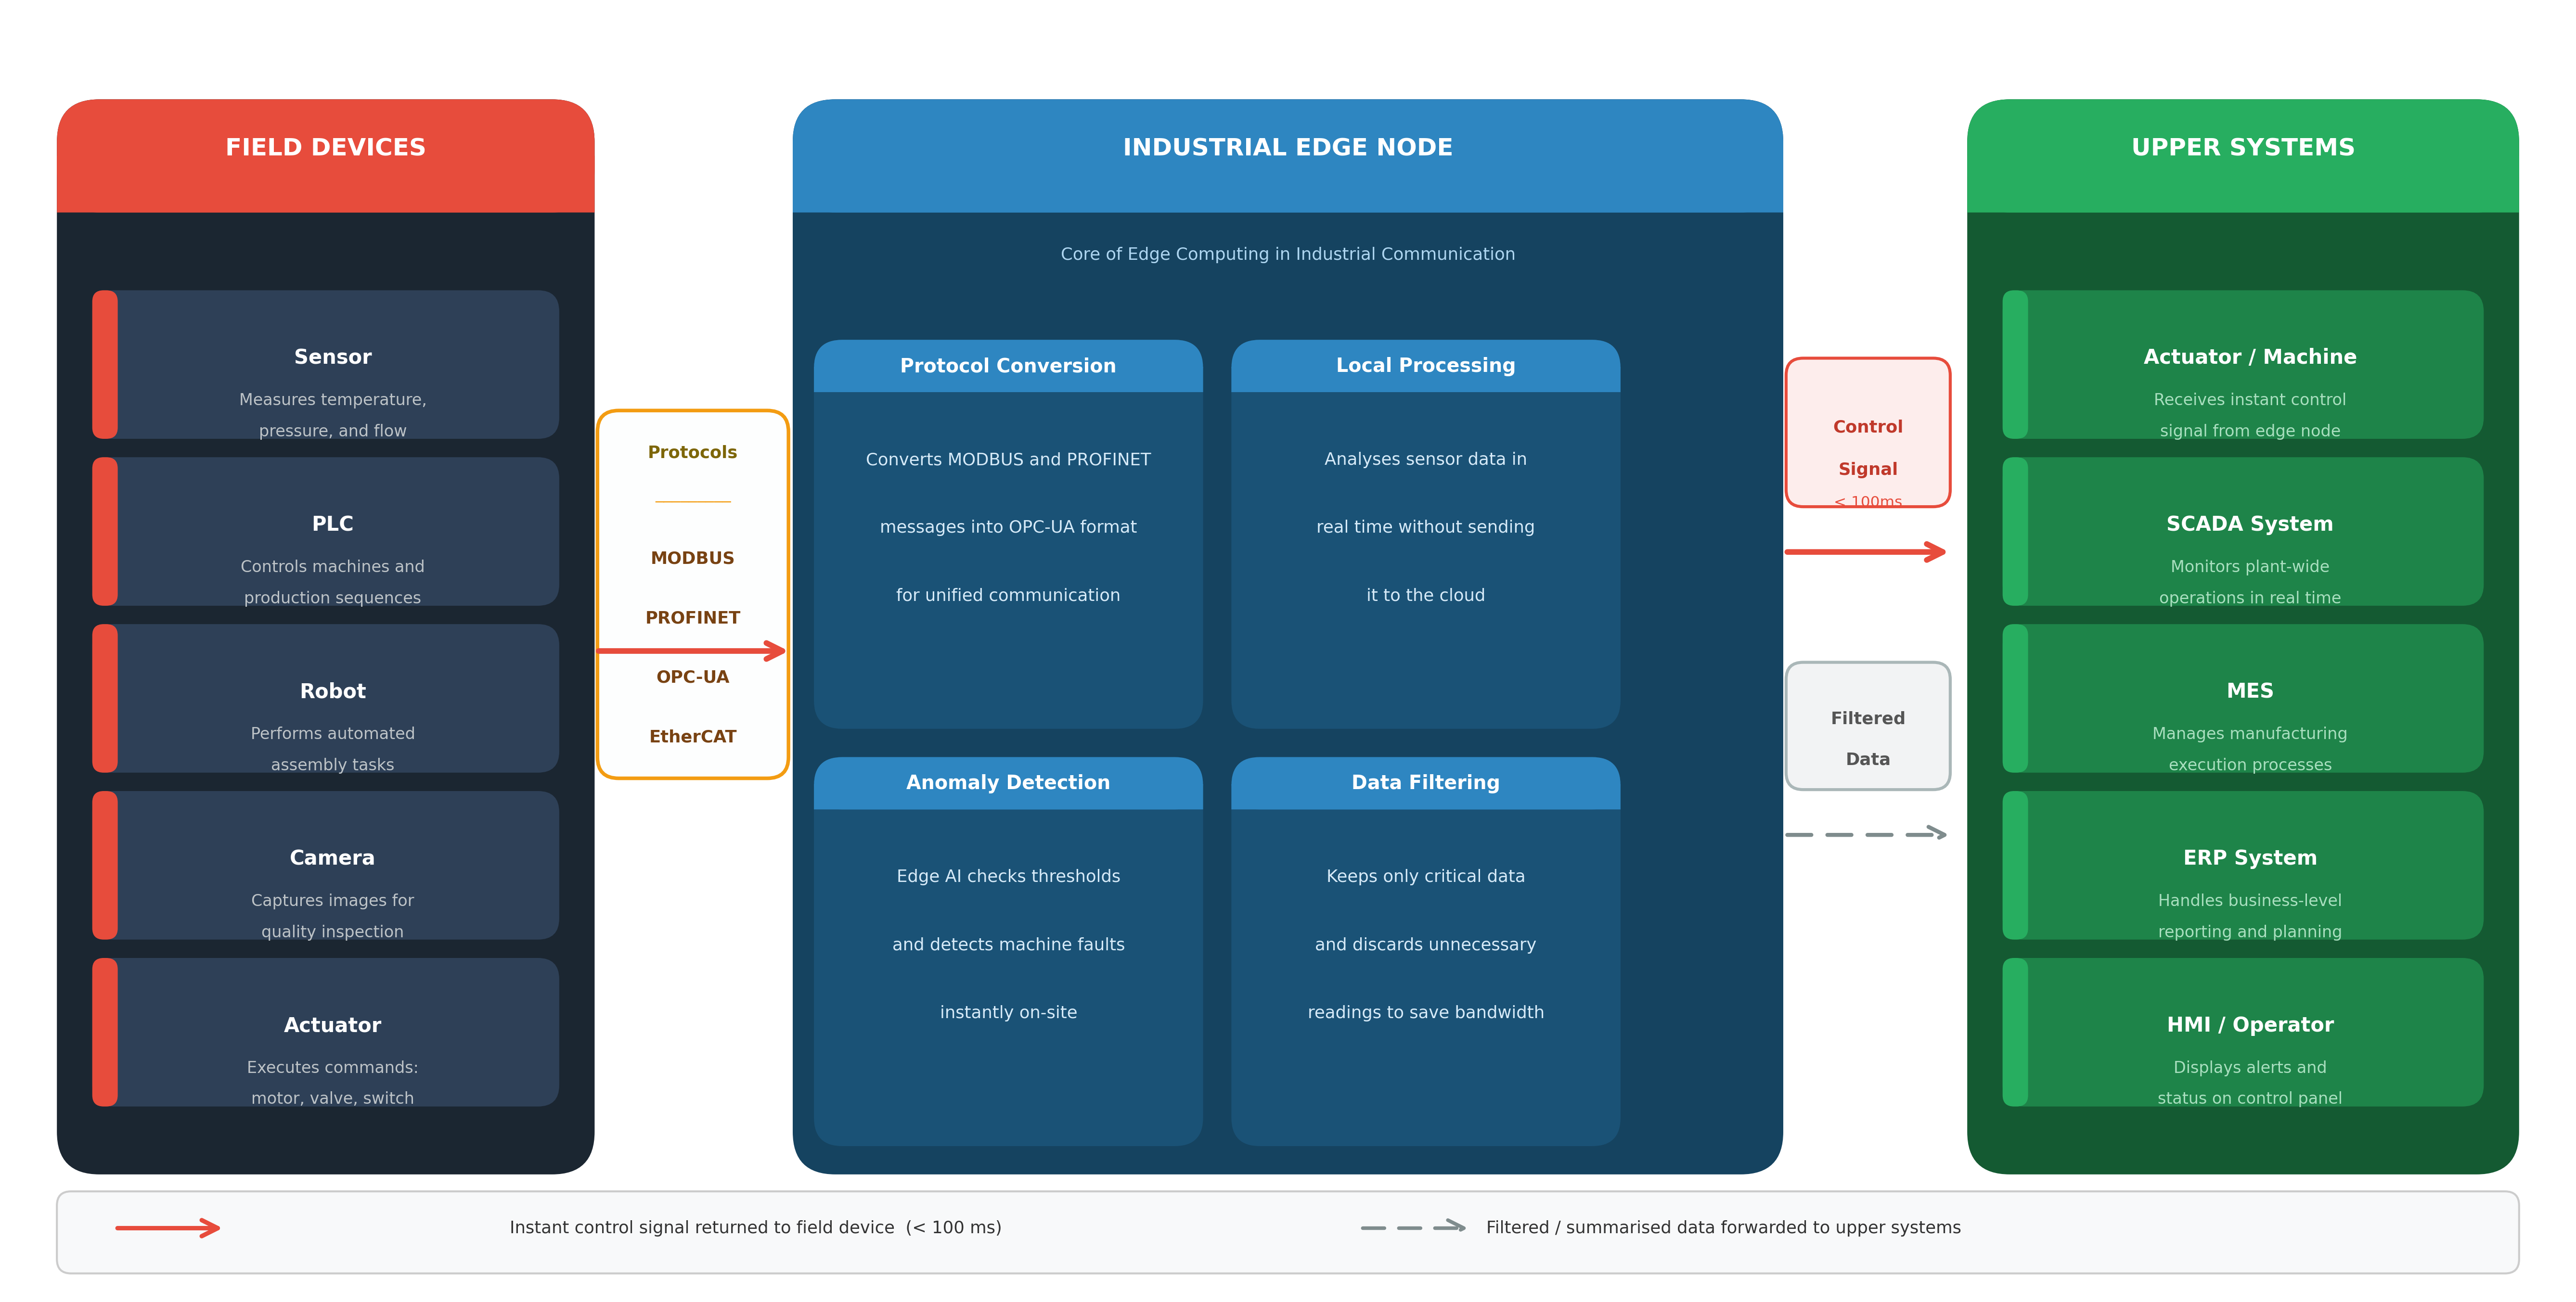 FIELD DEVICES
Sensor
Measures temperature,
pressure, and flow
PLC
Controls machines and
production sequences
Robot
Performs automated
assembly tasks
Camera
Captures images for
quality inspection
Actuator
Executes commands:
motor, valve, switch
Protocols
MODBUS
PROFINET
OPC-UA
EtherCAT
INDUSTRIAL EDGE NODE
Core of Edge Computing in Industrial Communication
Protocol Conversion
Converts MODBUS and PROFINET
messages into OPC-UA format
for unified communication
Local Processing
Analyses sensor data in
real time without sending
it to the cloud
Anomaly Detection
Edge AI checks thresholds
and detects machine faults
instantly on-site
Data Filtering
Keeps only critical data
and discards unnecessary
readings to save bandwidth
Control
Signal
< 100ms
Filtered
Data
UPPER SYSTEMS
Actuator / Machine
Receives instant control
signal from edge node
SCADA System
Monitors plant-wide
operations in real time
MES
Manages manufacturing
execution processes
ERP System
Handles business-level
reporting and planning
HMI / Operator
Displays alerts and
status on control panel
Instant control signal returned to field device (< 100 ms)
Filtered / summarised data forwarded to upper systems